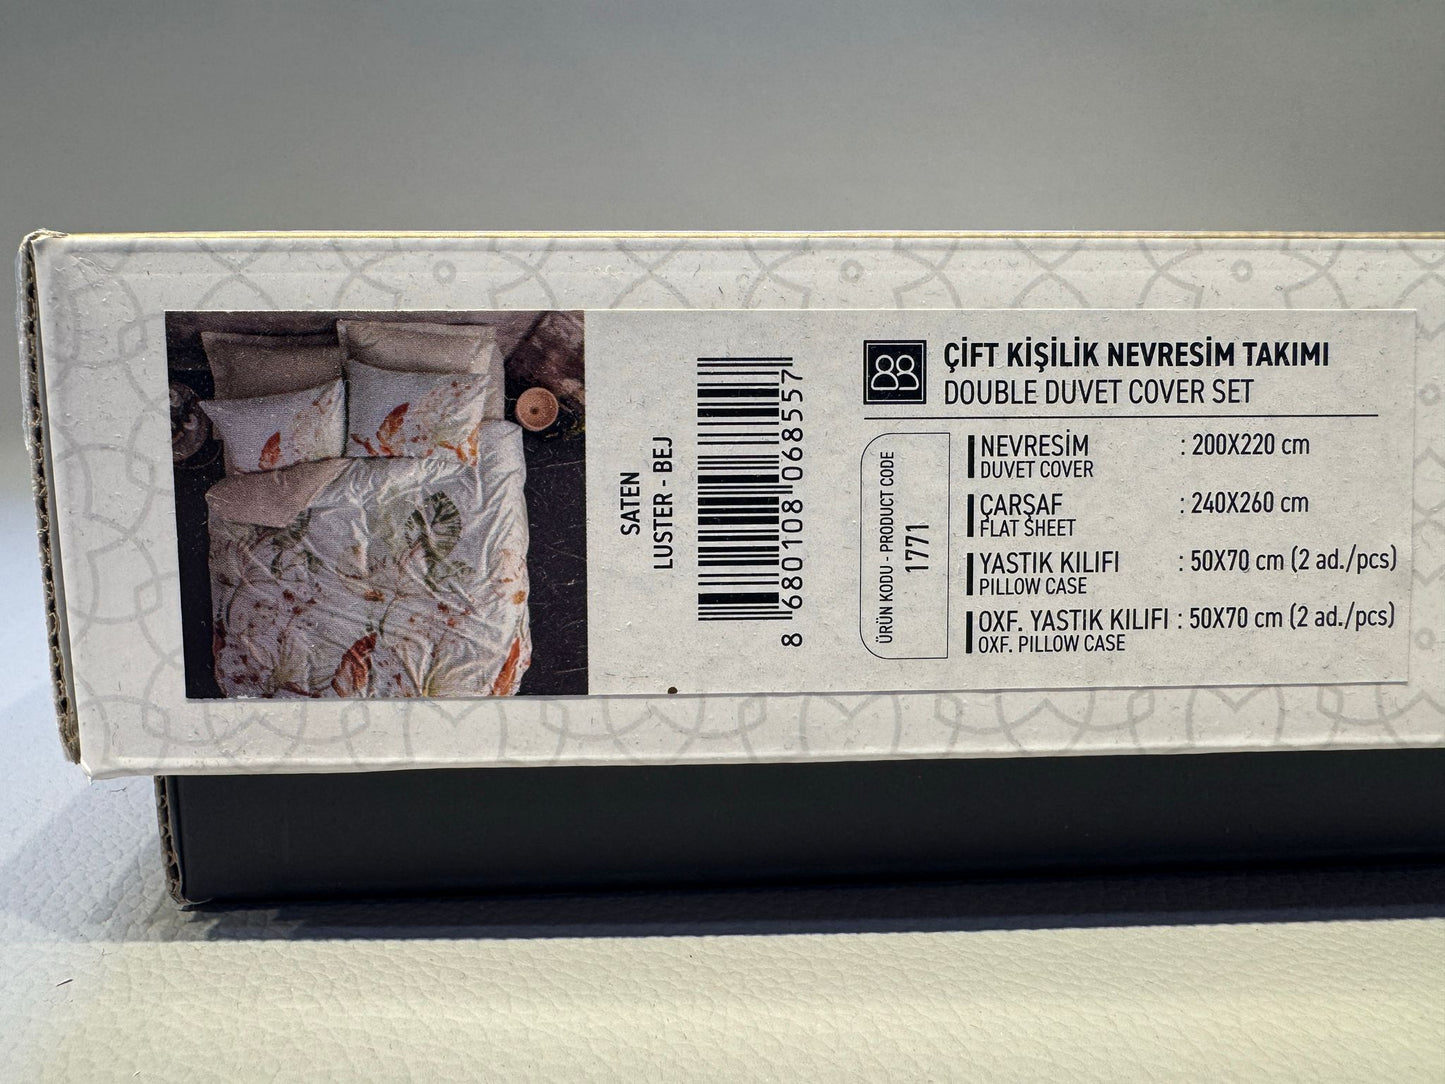 SATEN
LUSTER - BEJ
8 680108 068557
ÇİFT KİŞİLİK NEVRESİM TAKIMI
DOUBLE DUVET COVER SET
ÜRÜN KODU - PRODUCT CODE
1771
NEVRESİM : 200X220 cm
DUVET COVER
ÇARŞAF : 240X260 cm
FLAT SHEET
YASTIK KILIFI : 50X70 cm (2 ad./pcs)
PILLOW CASE
OXF. YASTIK KILIFI : 50X70 cm (2 ad./pcs)
OXF. PILLOW CASE